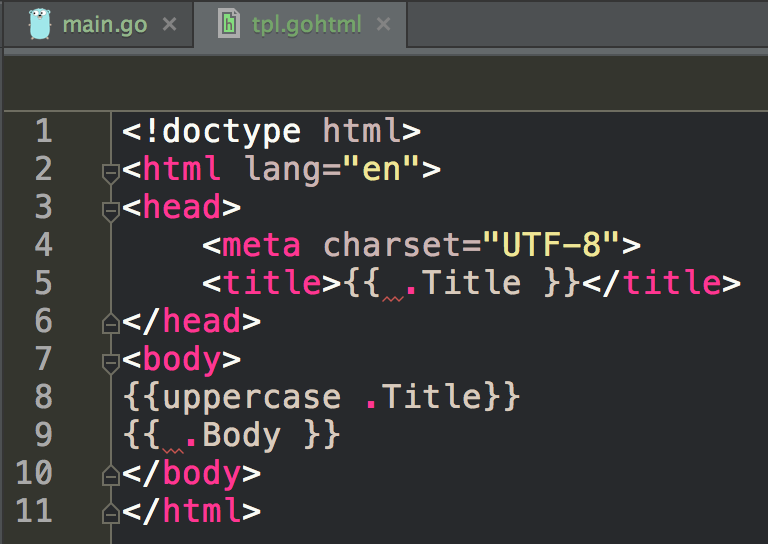 main.go × tpl.gohtml ×
1 <!doctype html>
2 <html lang="en">
3 <head>
4     <meta charset="UTF-8">
5     <title>{{ .Title }}</title>
6 </head>
7 <body>
8 {{uppercase .Title}}
9 {{ .Body }}
10 </body>
11 </html>